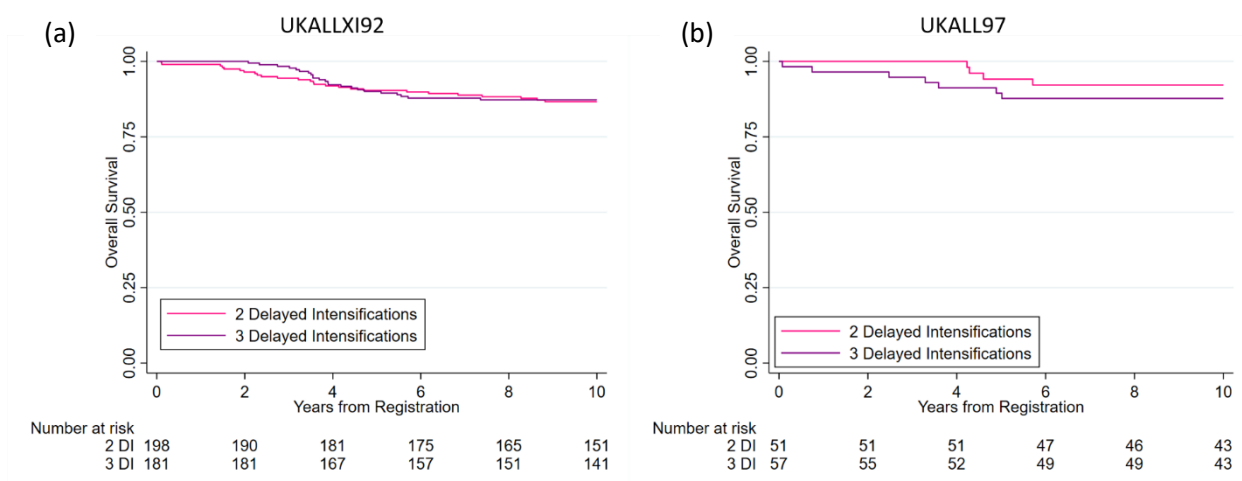 (a)
UKALLXI92
Overall Survival
1.00
0.75
0.50
0.25
0.00
2 Delayed Intensifications
3 Delayed Intensifications
0 2 4 6 8 10
Years from Registration
Number at risk
2 DI 198 190 181 175 165 151
3 DI 181 181 167 157 151 141
(b)
UKALL97
Overall Survival
1.00
0.75
0.50
0.25
0.00
2 Delayed Intensifications
3 Delayed Intensifications
0 2 4 6 8 10
Years from Registration
Number at risk
2 DI 51 51 51 47 46 43
3 DI 57 55 52 49 49 43